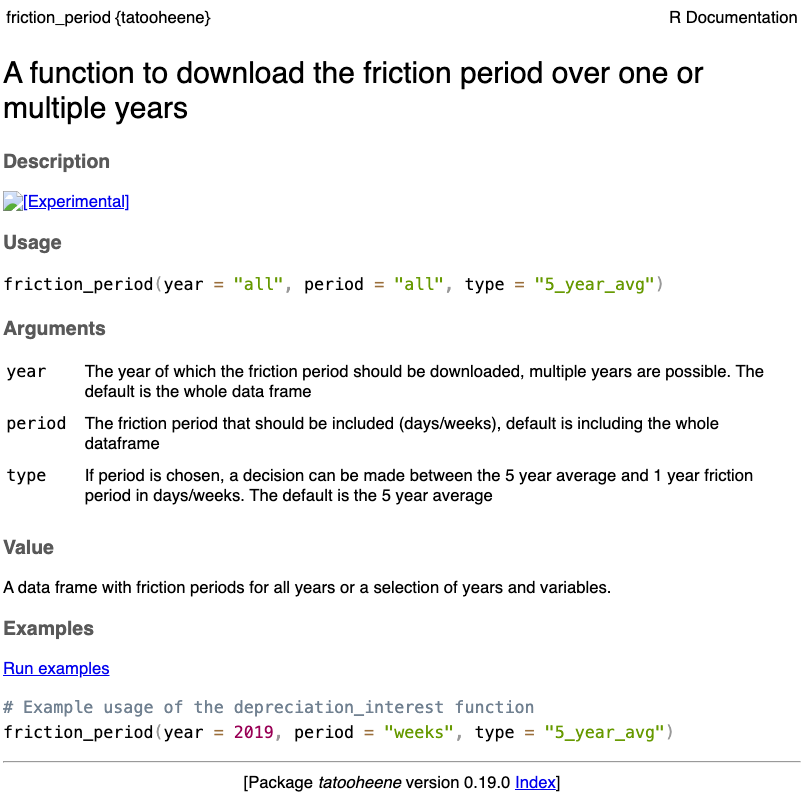 friction_period {tatooheene}
R Documentation
A function to download the friction period over one or
multiple years
Description
[Experimental]
Usage
friction_period(year = "all", period = "all", type = "5_year_avg")
Arguments
year The year of which the friction period should be downloaded, multiple years are possible. The
default is the whole data frame
period The friction period that should be included (days/weeks), default is including the whole
dataframe
type If period is chosen, a decision can be made between the 5 year average and 1 year friction
period in days/weeks. The default is the 5 year average
Value
A data frame with friction periods for all years or a selection of years and variables.
Examples
Run examples
# Example usage of the depreciation_interest function
friction_period(year = 2019, period = "weeks", type = "5_year_avg")
[Package tatooheene version 0.19.0 Index]